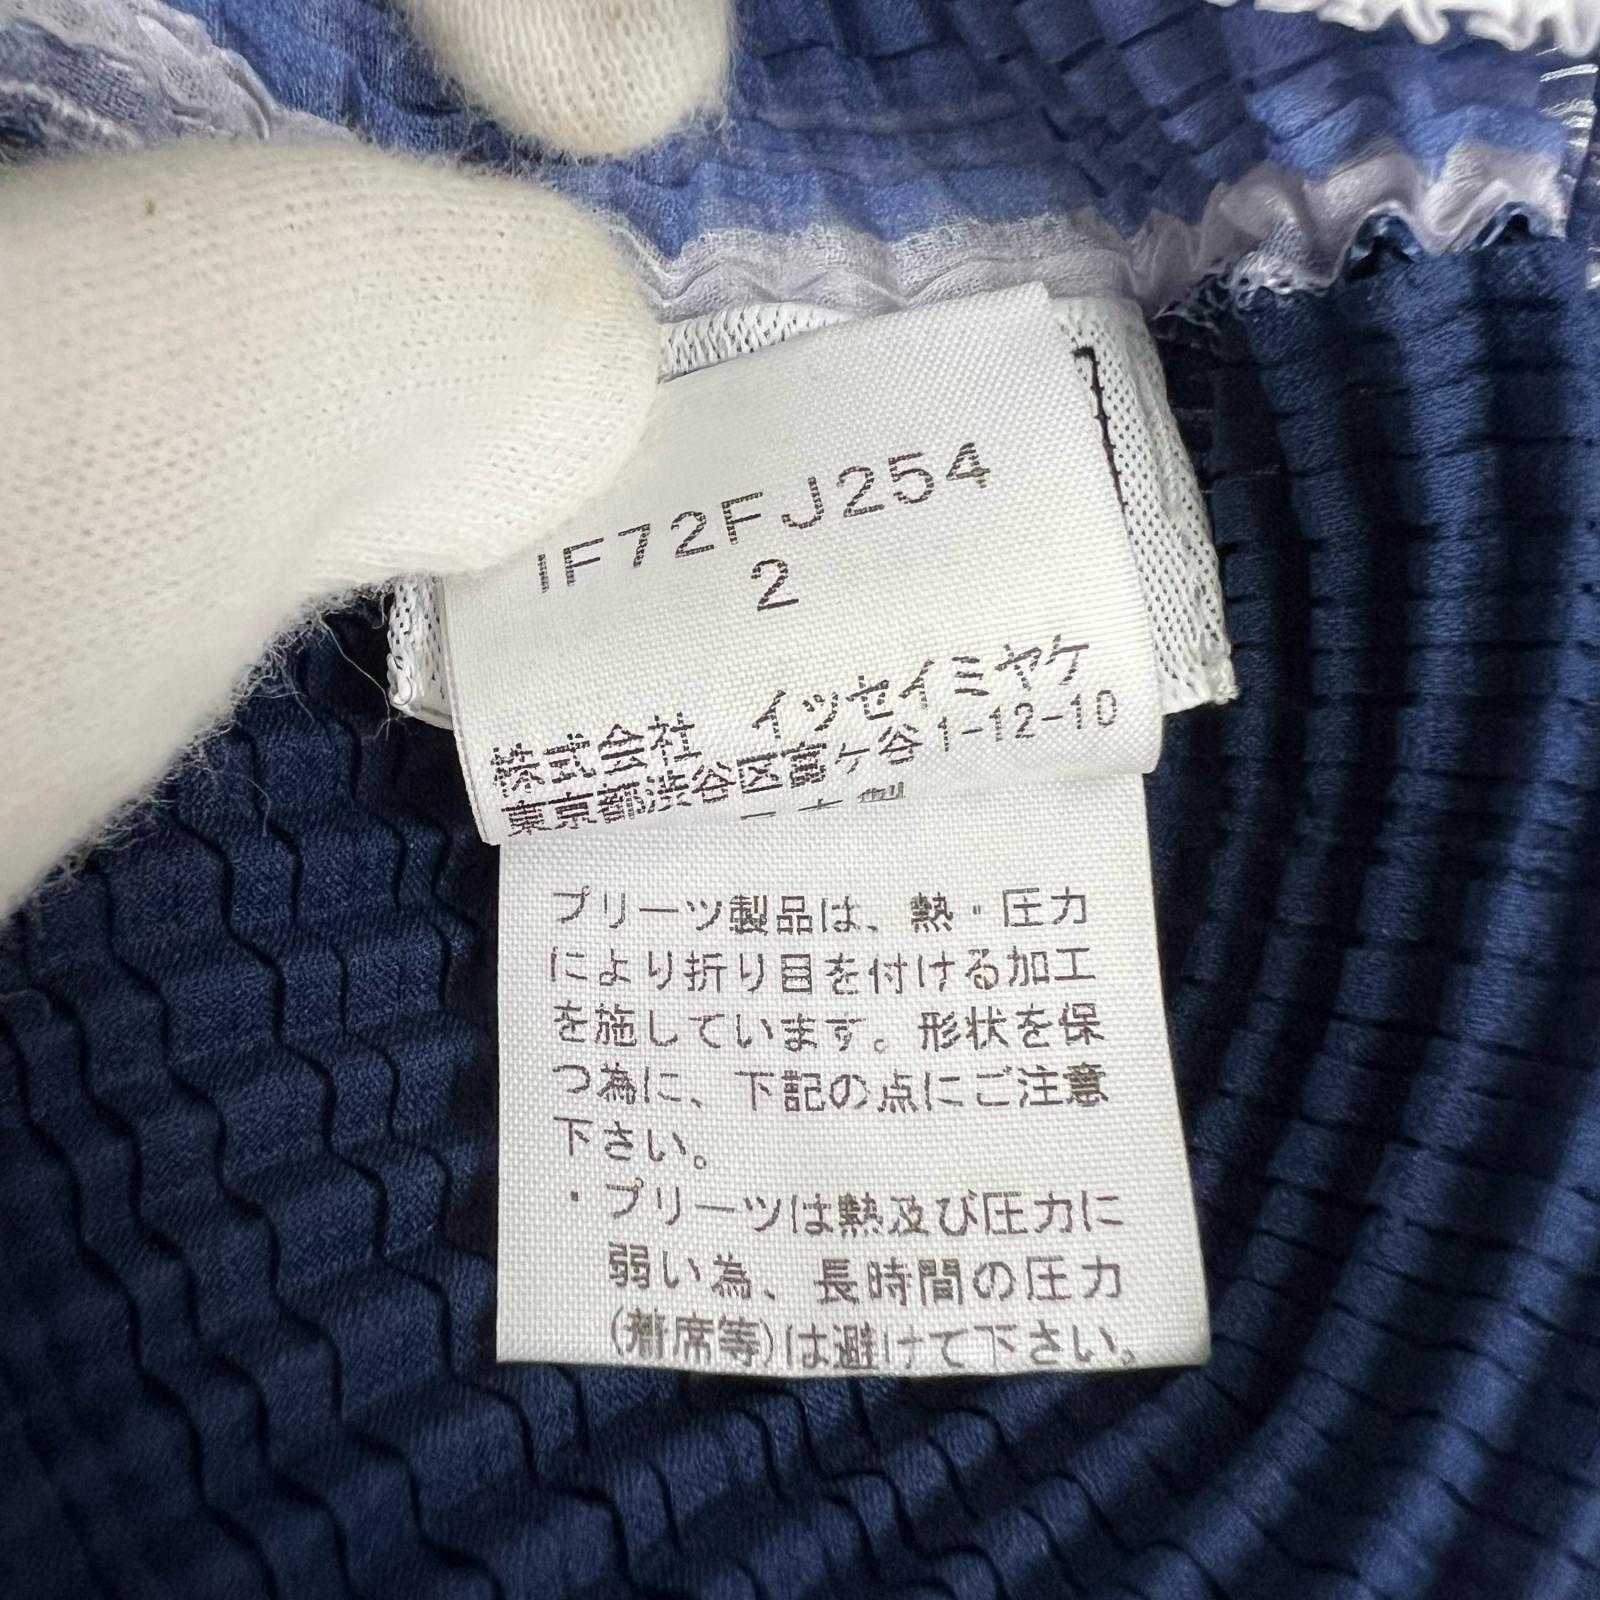 IF72FJ254
2
株式会社 イッセイミヤケ
東京都渋谷区富ケ谷1-12-10
プリーツ製品は、熱・圧力
により折り目を付ける加工
を施しています。形状を保
つ為に、下記の点にご注意
下さい。
・プリーツは熱及び圧力に
弱い為、長時間の圧力
(着席等)は避けて下さい。